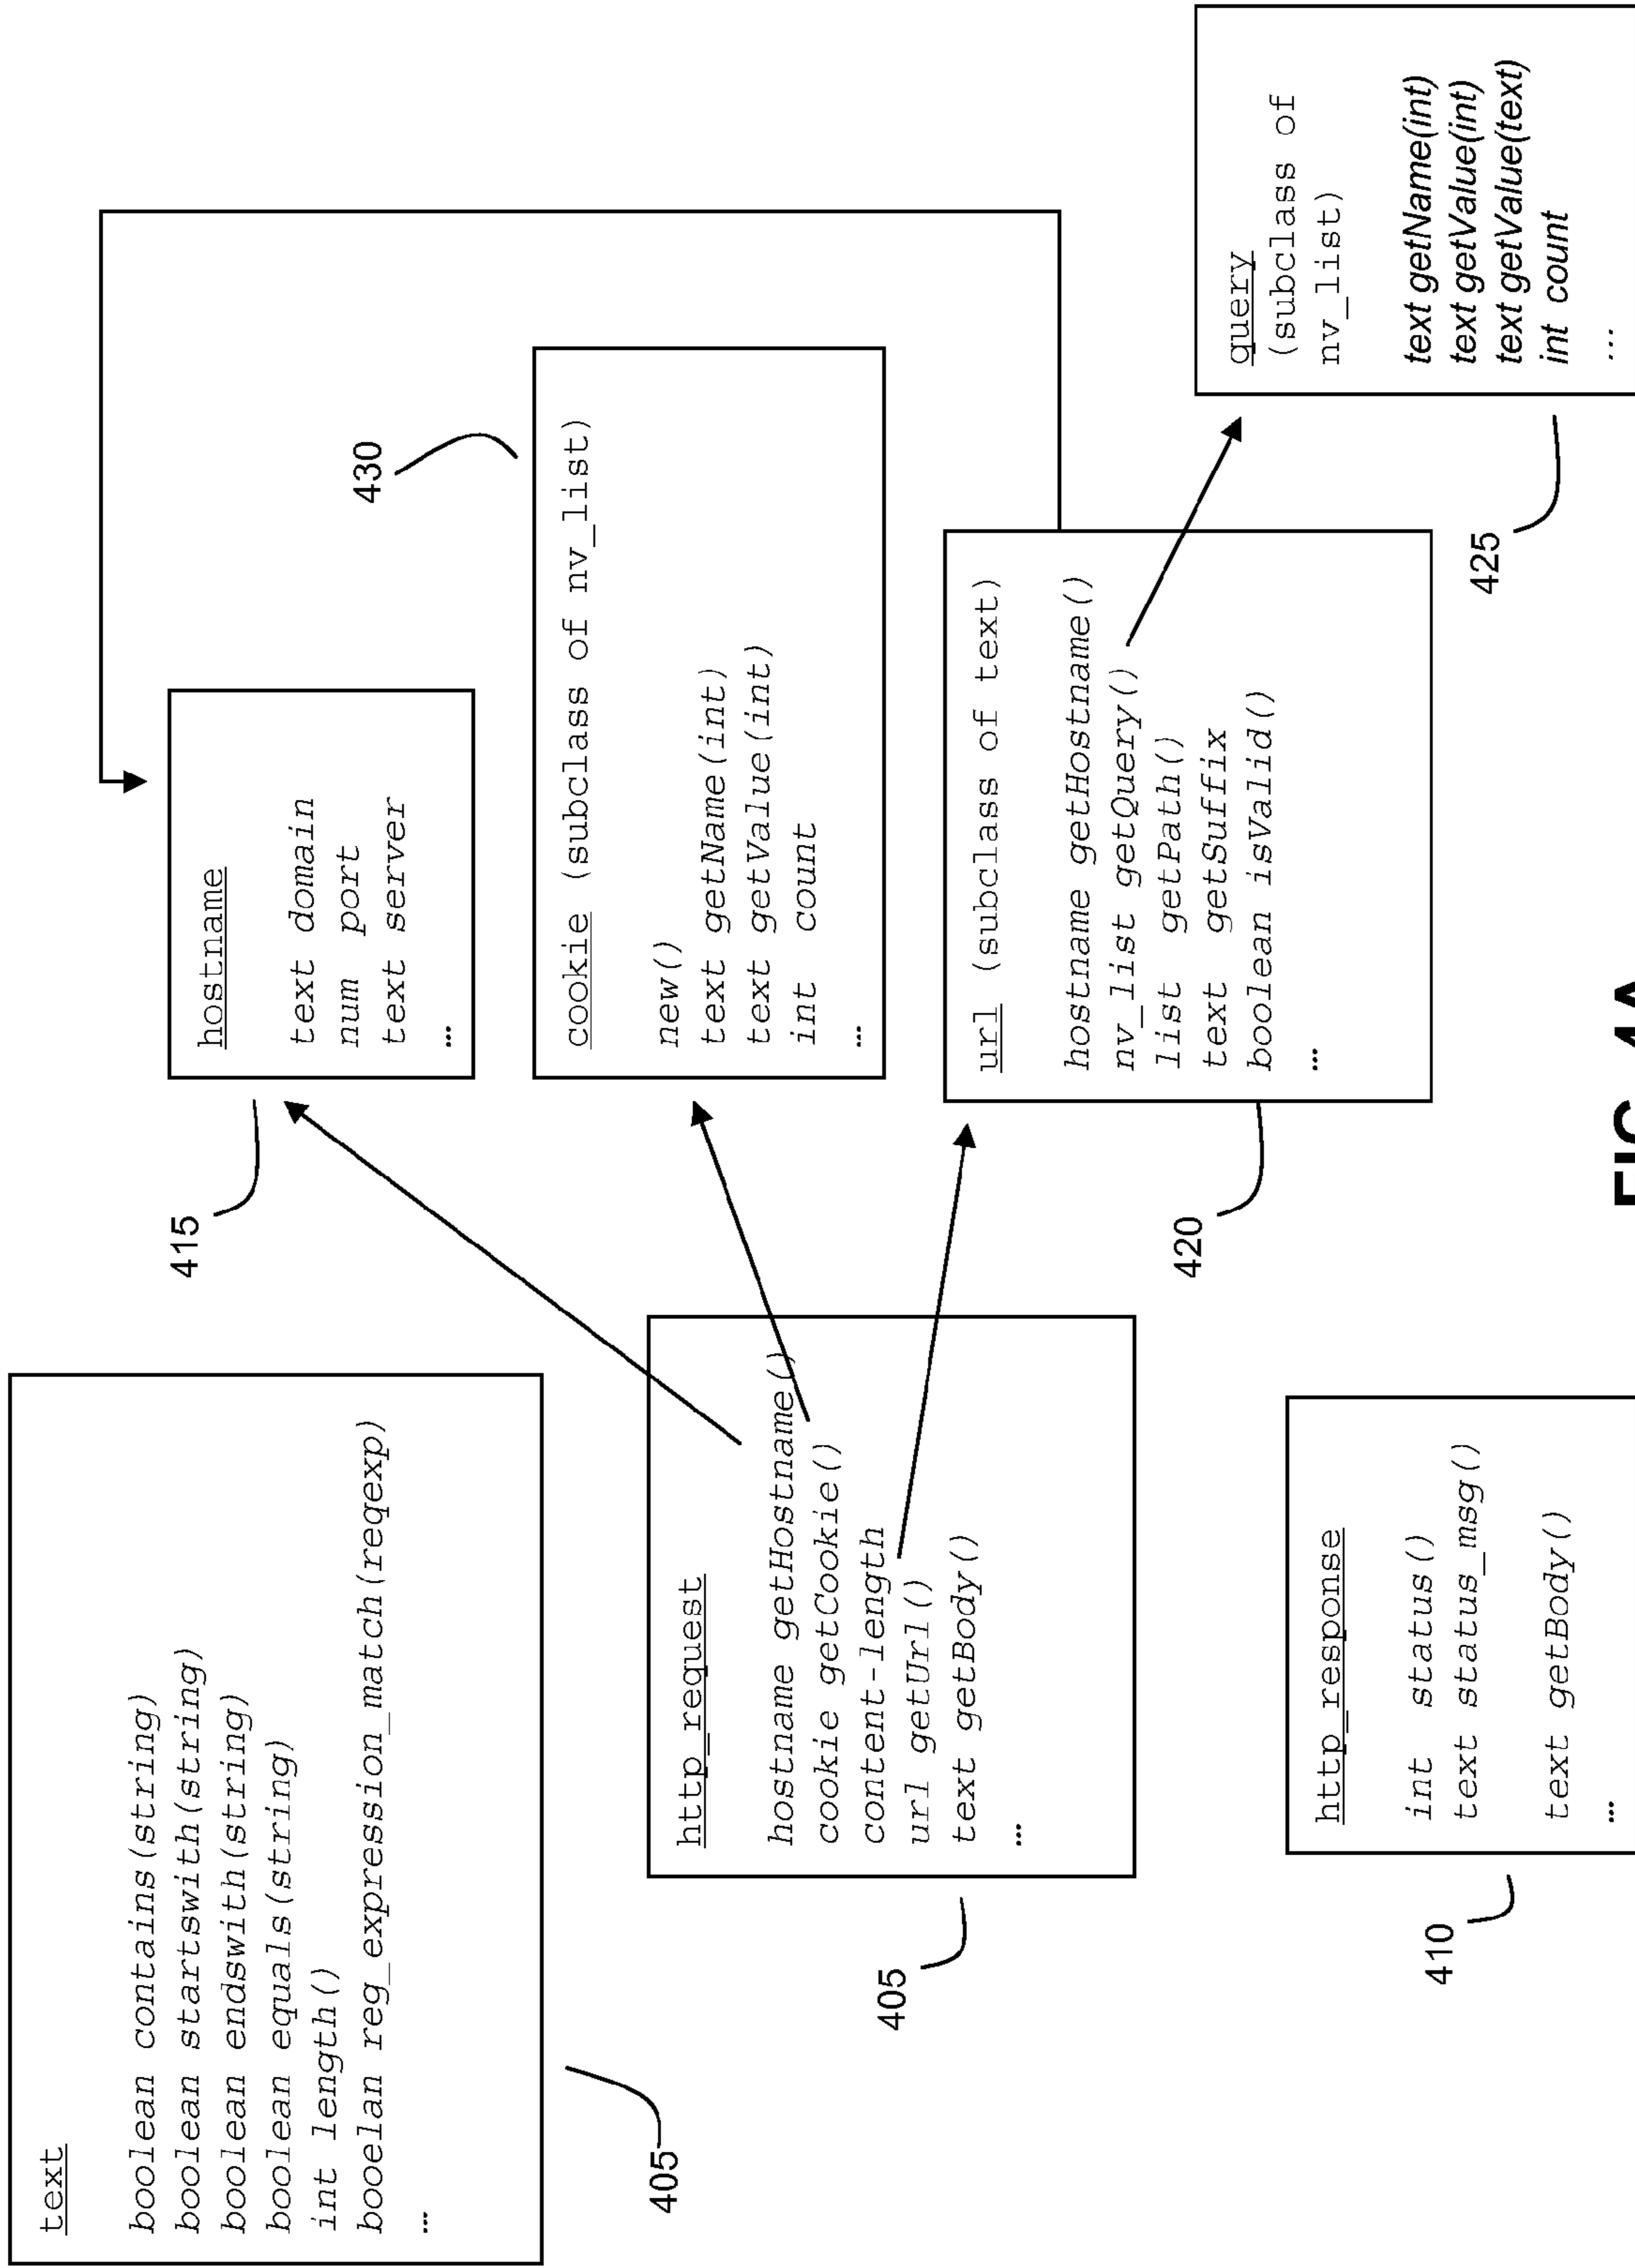 text
boolean contains(string)
boolean startswith(string)
boolean endswith(string)
boolean equals(string)
int length()
booelan reg_expression_match(reqexp)
...
405
http_request
hostname getHostname()
cookie getCookie()
content-length
url getUrl()
text getBody()
...
405
http_response
int status()
text status_msg()
text getBody()
...
410
hostname
text domain
num port
text server
...
415
cookie (subclass of nv_list)
new()
text getName(int)
text getValue(int)
int count
...
430
url (subclass of text)
hostname getHostname()
nv_list getQuery()
list getPath()
text getSuffix
boolean isValid()
...
420
query
(subclass of
nv_list)
text getName(int)
text getValue(int)
text getValue(text)
int count
...
425
FIG. 4A